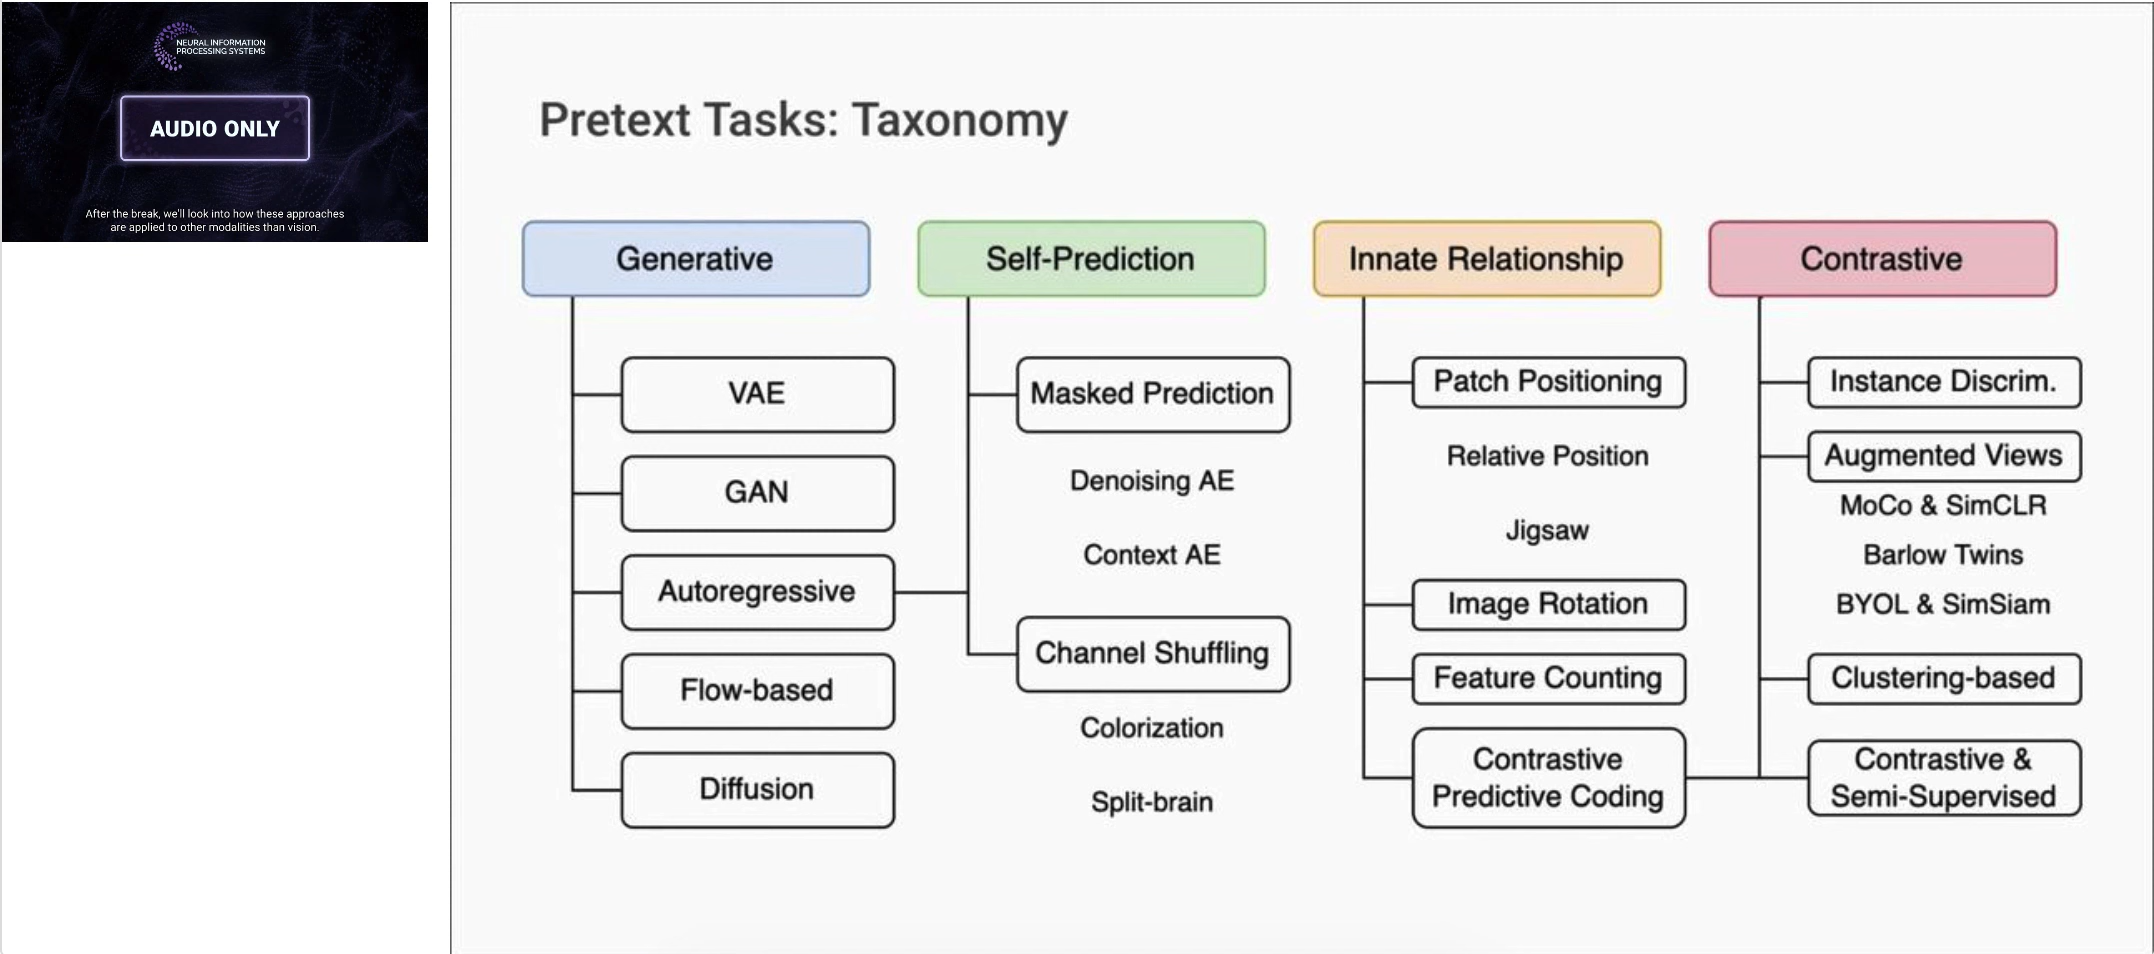 NEURAL INFORMATION
PROCESSING SYSTEMS
AUDIO ONLY
After the break, we'll look into how these approaches
are applied to other modalities than vision.
Pretext Tasks: Taxonomy
Generative
VAE
GAN
Autoregressive
Flow-based
Diffusion
Self-Prediction
Masked Prediction
Denoising AE
Context AE
Channel Shuffling
Colorization
Split-brain
Innate Relationship
Patch Positioning
Relative Position
Jigsaw
Image Rotation
Feature Counting
Contrastive
Predictive Coding
Contrastive
Instance Discrim.
Augmented Views
MoCo & SimCLR
Barlow Twins
BYOL & SimSiam
Clustering-based
Contrastive &
Semi-Supervised